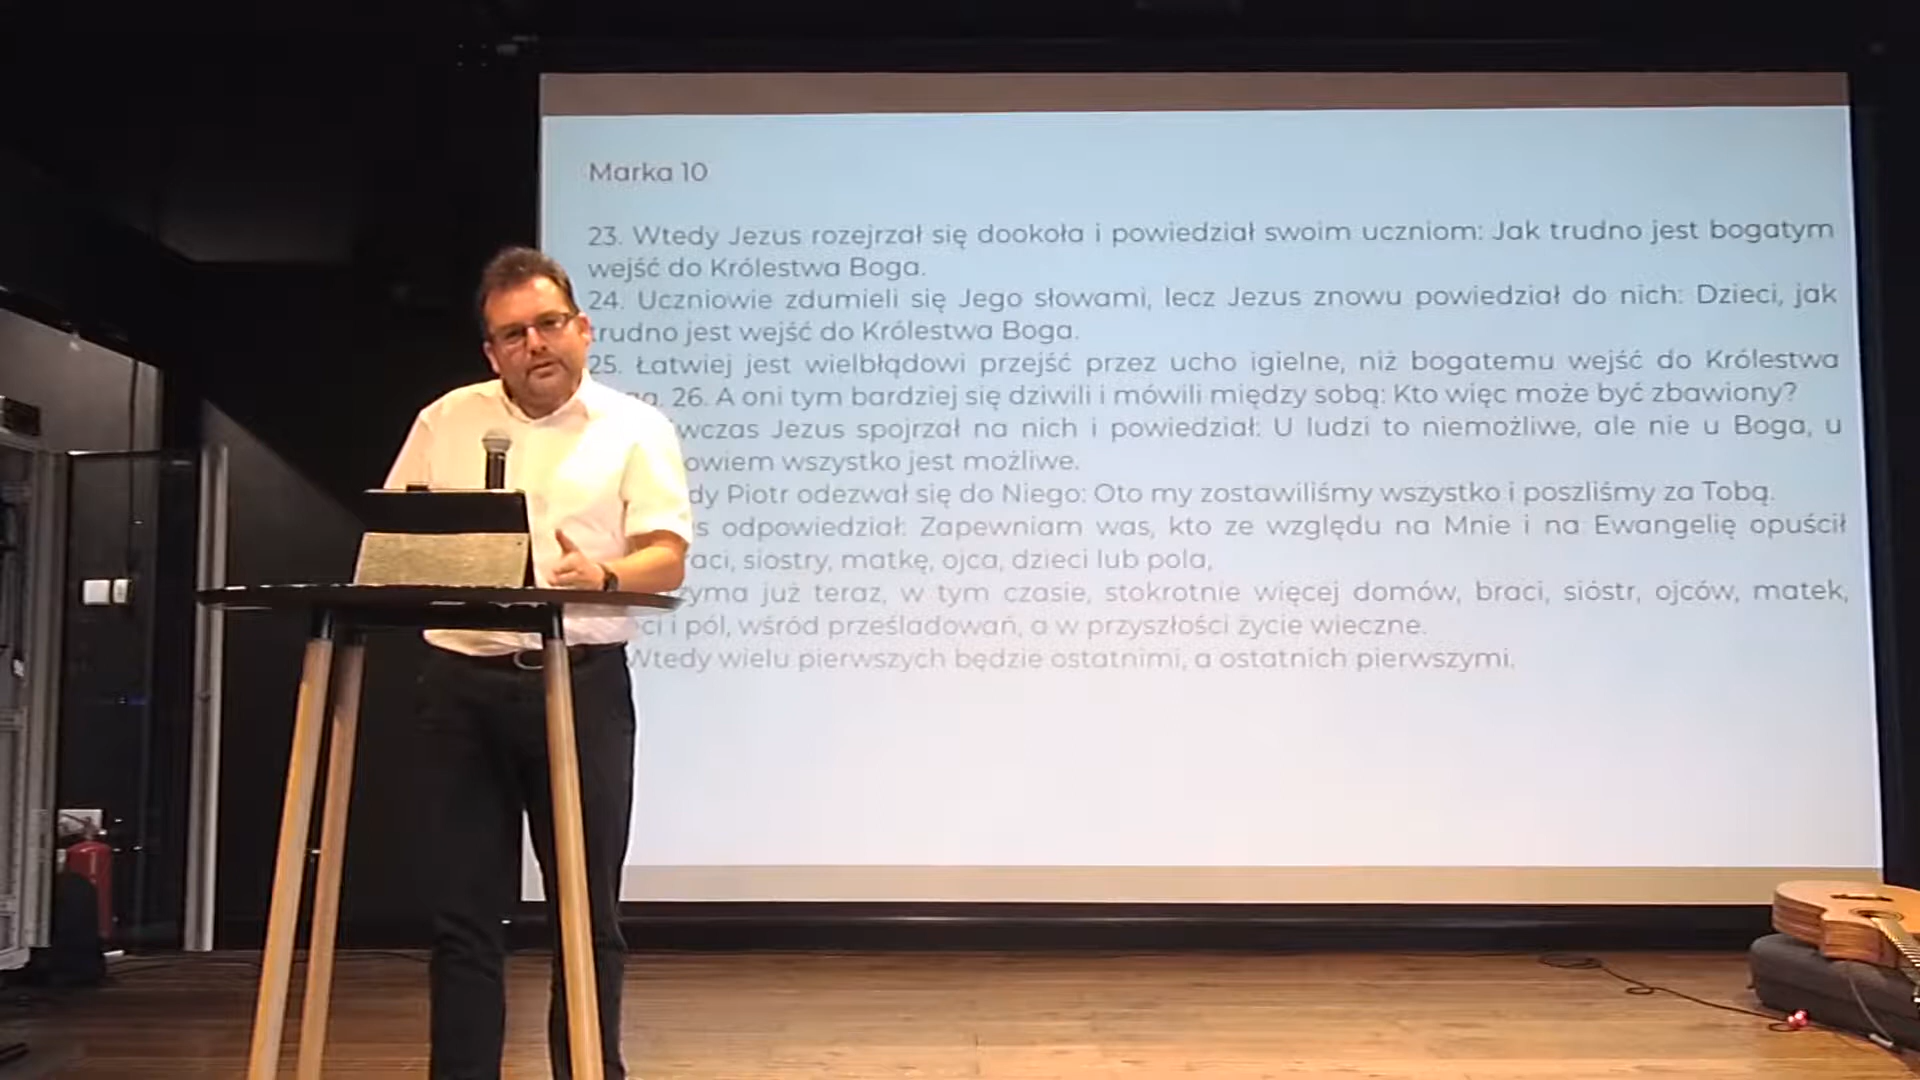 Marka 10
23. Wtedy Jezus rozejrzał się dookoła i powiedział swoim uczniom: Jak trudno jest bogatym
wejść do Królestwa Boga.
24. Uczniowie zdumieli się Jego słowami, lecz Jezus znowu powiedział do nich: Dzieci, jak
trudno jest wejść do Królestwa Boga.
25. Łatwiej jest wielbłądowi przejść przez ucho igielne, niż bogatemu wejść do Królestwa
26. A oni tym bardziej się dziwili i mówili między sobą: Kto więc może być zbawiony?
wczas Jezus spojrzał na nich i powiedział: U ludzi to niemożliwe, ale nie u Boga, u
owiem wszystko jest możliwe.
dy Piotr odezwał się do Niego: Oto my zostawiliśmy wszystko i poszliśmy za Tobą.
s odpowiedział: Zapewniam was, kto ze względu na Mnie i na Ewangelię opuścił
raci, siostry, matkę, ojca, dzieci lub pola,
zyma już teraz, w tym czasie, stokrotnie więcej domów, braci, sióstr, ojców, matek,
ci i pól, wśród prześladowań, a w przyszłości życie wieczne.
Wtedy wielu pierwszych będzie ostatnimi, a ostatnich pierwszymi.